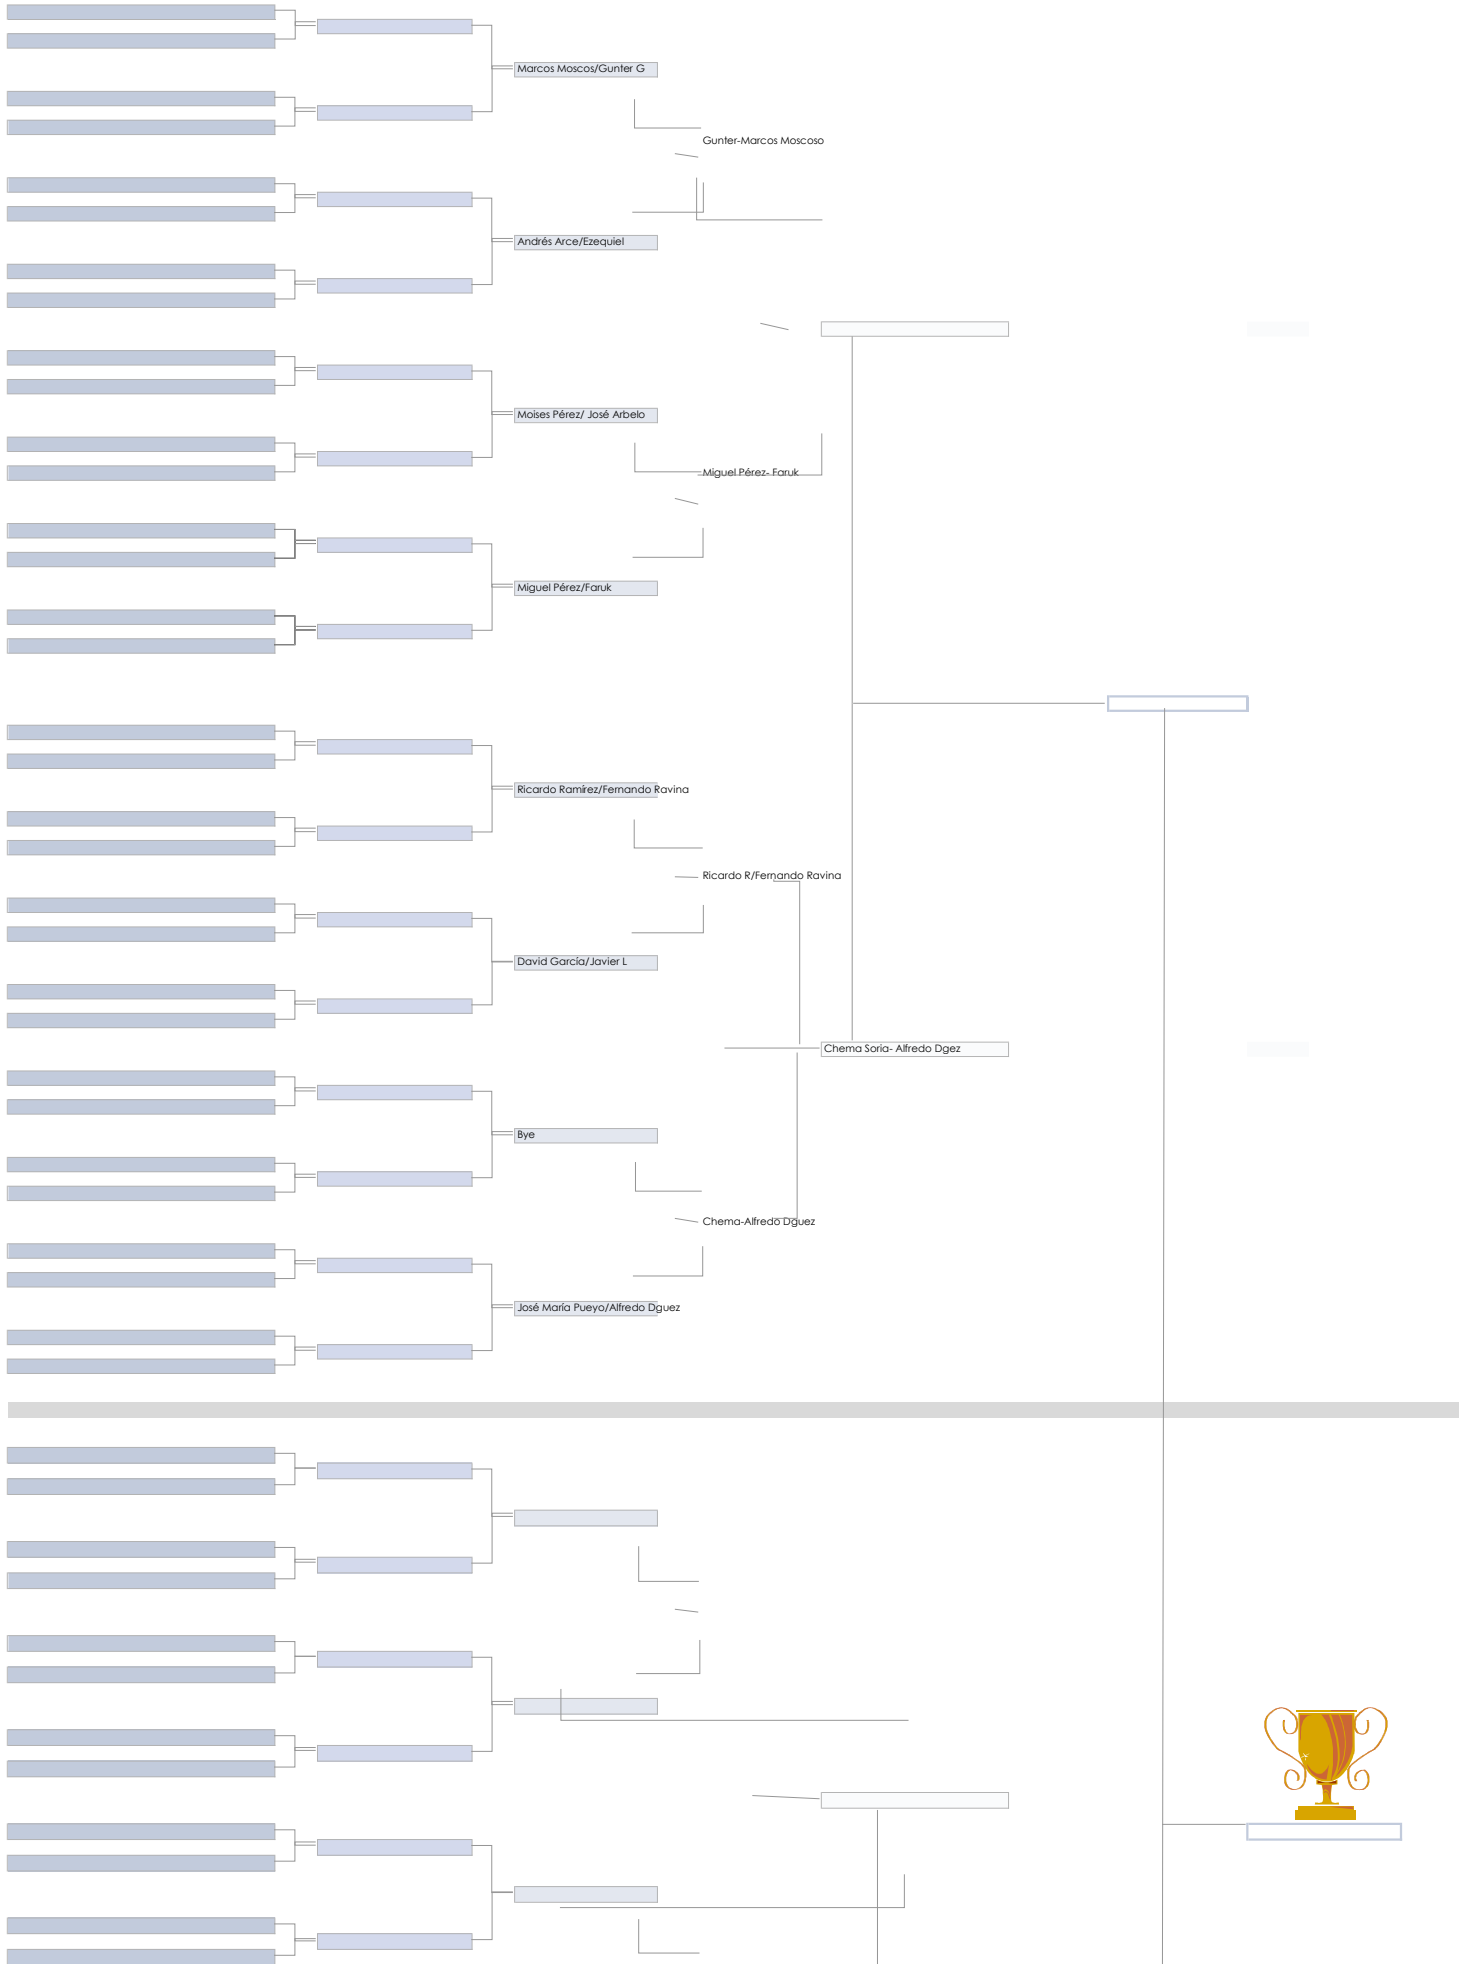 Marcos Moscos/Gunter G
Gunter-Marcos Moscoso
Andrés Arce/Ezequiel
Moises Pérez/ José Arbelo
Miguel Pérez- Faruk
Miguel Pérez/Faruk
Ricardo Ramírez/Fernando Ravina
Ricardo R/Fernando Ravina
David García/Javier L
Chema Soria- Alfredo Dgez
Bye
Chema-Alfredo Dguez
José María Pueyo/Alfredo Dguez